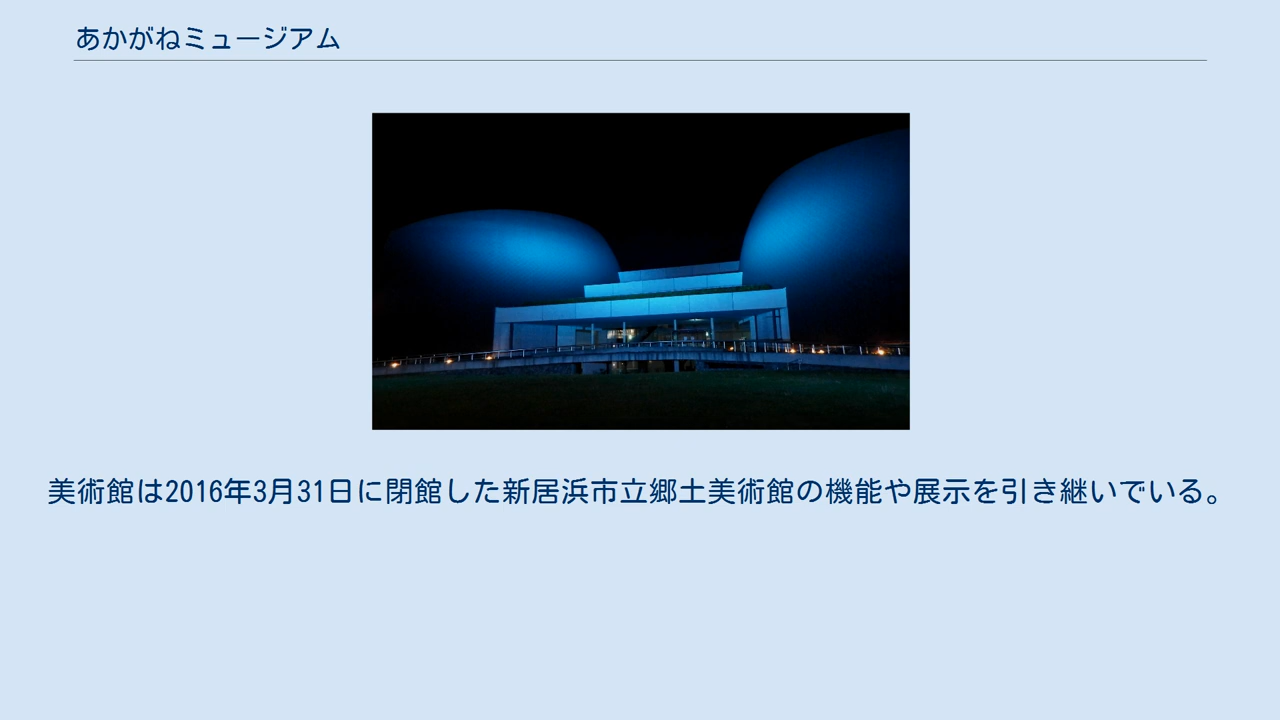 あかがねミュージアム
美術館は2016年3月31日に閉館した新居浜市立郷土美術館の機能や展示を引き継いでいる。